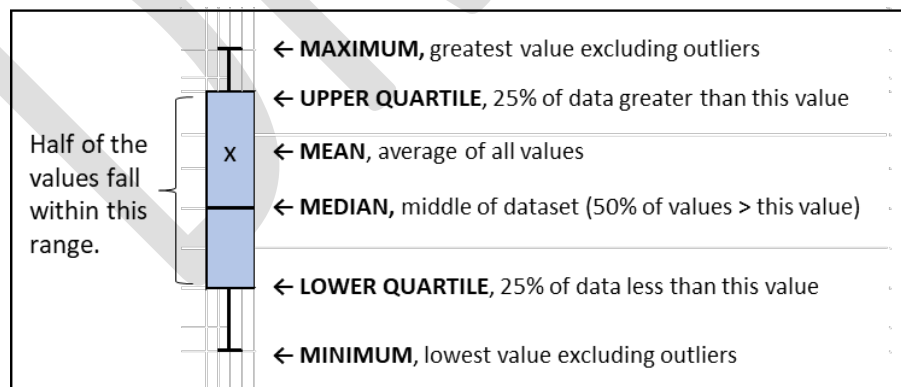 ← MAXIMUM, greatest value excluding outliers
← UPPER QUARTILE, 25% of data greater than this value
Half of the
values fall
within this
range.
X
← MEAN, average of all values
← MEDIAN, middle of dataset (50% of values > this value)
← LOWER QUARTILE, 25% of data less than this value
← MINIMUM, lowest value excluding outliers